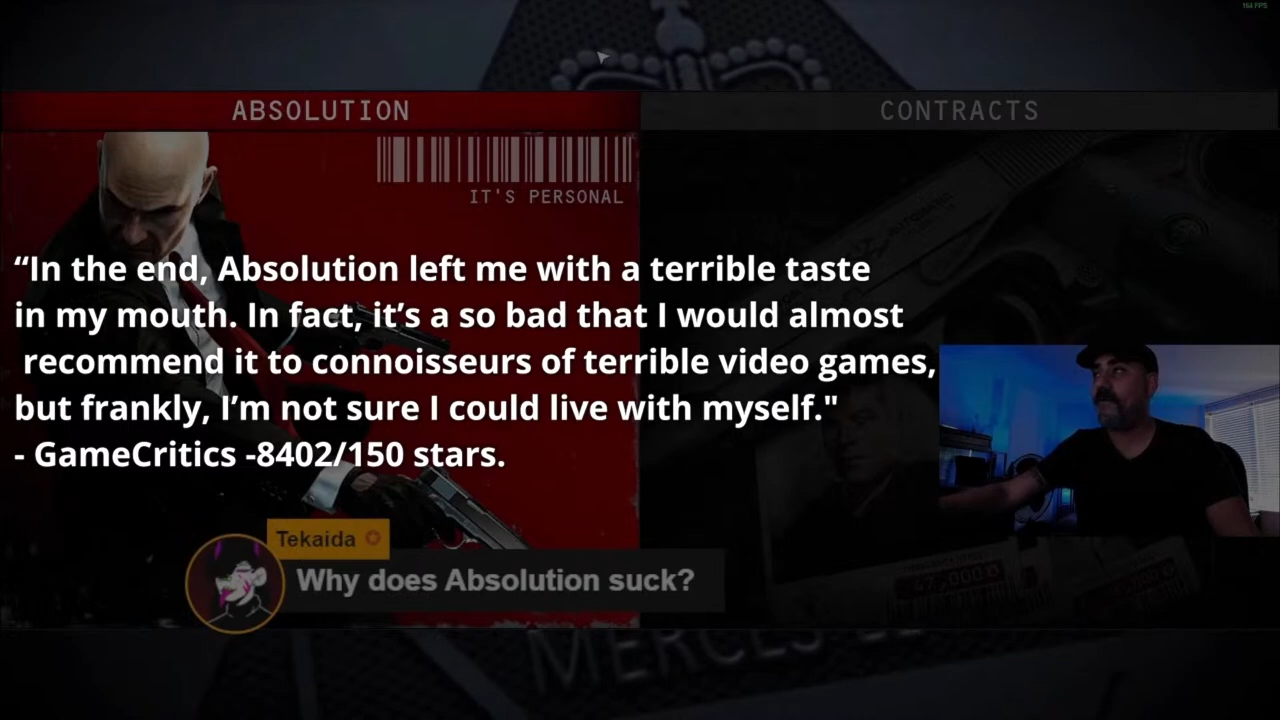 164 FPS
ABSOLUTION
CONTRACTS
IT'S PERSONAL
“In the end, Absolution left me with a terrible taste
in my mouth. In fact, it’s a so bad that I would almost
recommend it to connoisseurs of terrible video games,
but frankly, I’m not sure I could live with myself."
- GameCritics -8402/150 stars.
Tekaida
Why does Absolution suck?